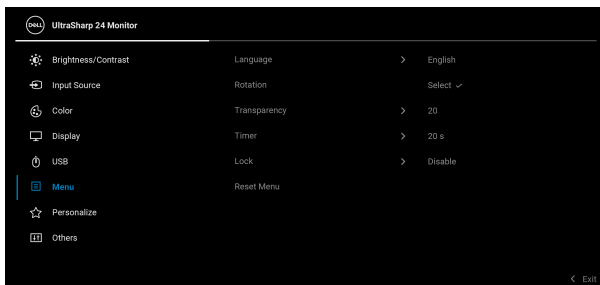 DELL UltraSharp 24 Monitor
Brightness/Contrast Language > English
Input Source Rotation Select ✓
Color Transparency > 20
Display Timer > 20 s
USB Lock > Disable
Menu Reset Menu
Personalize
Others
< Exit